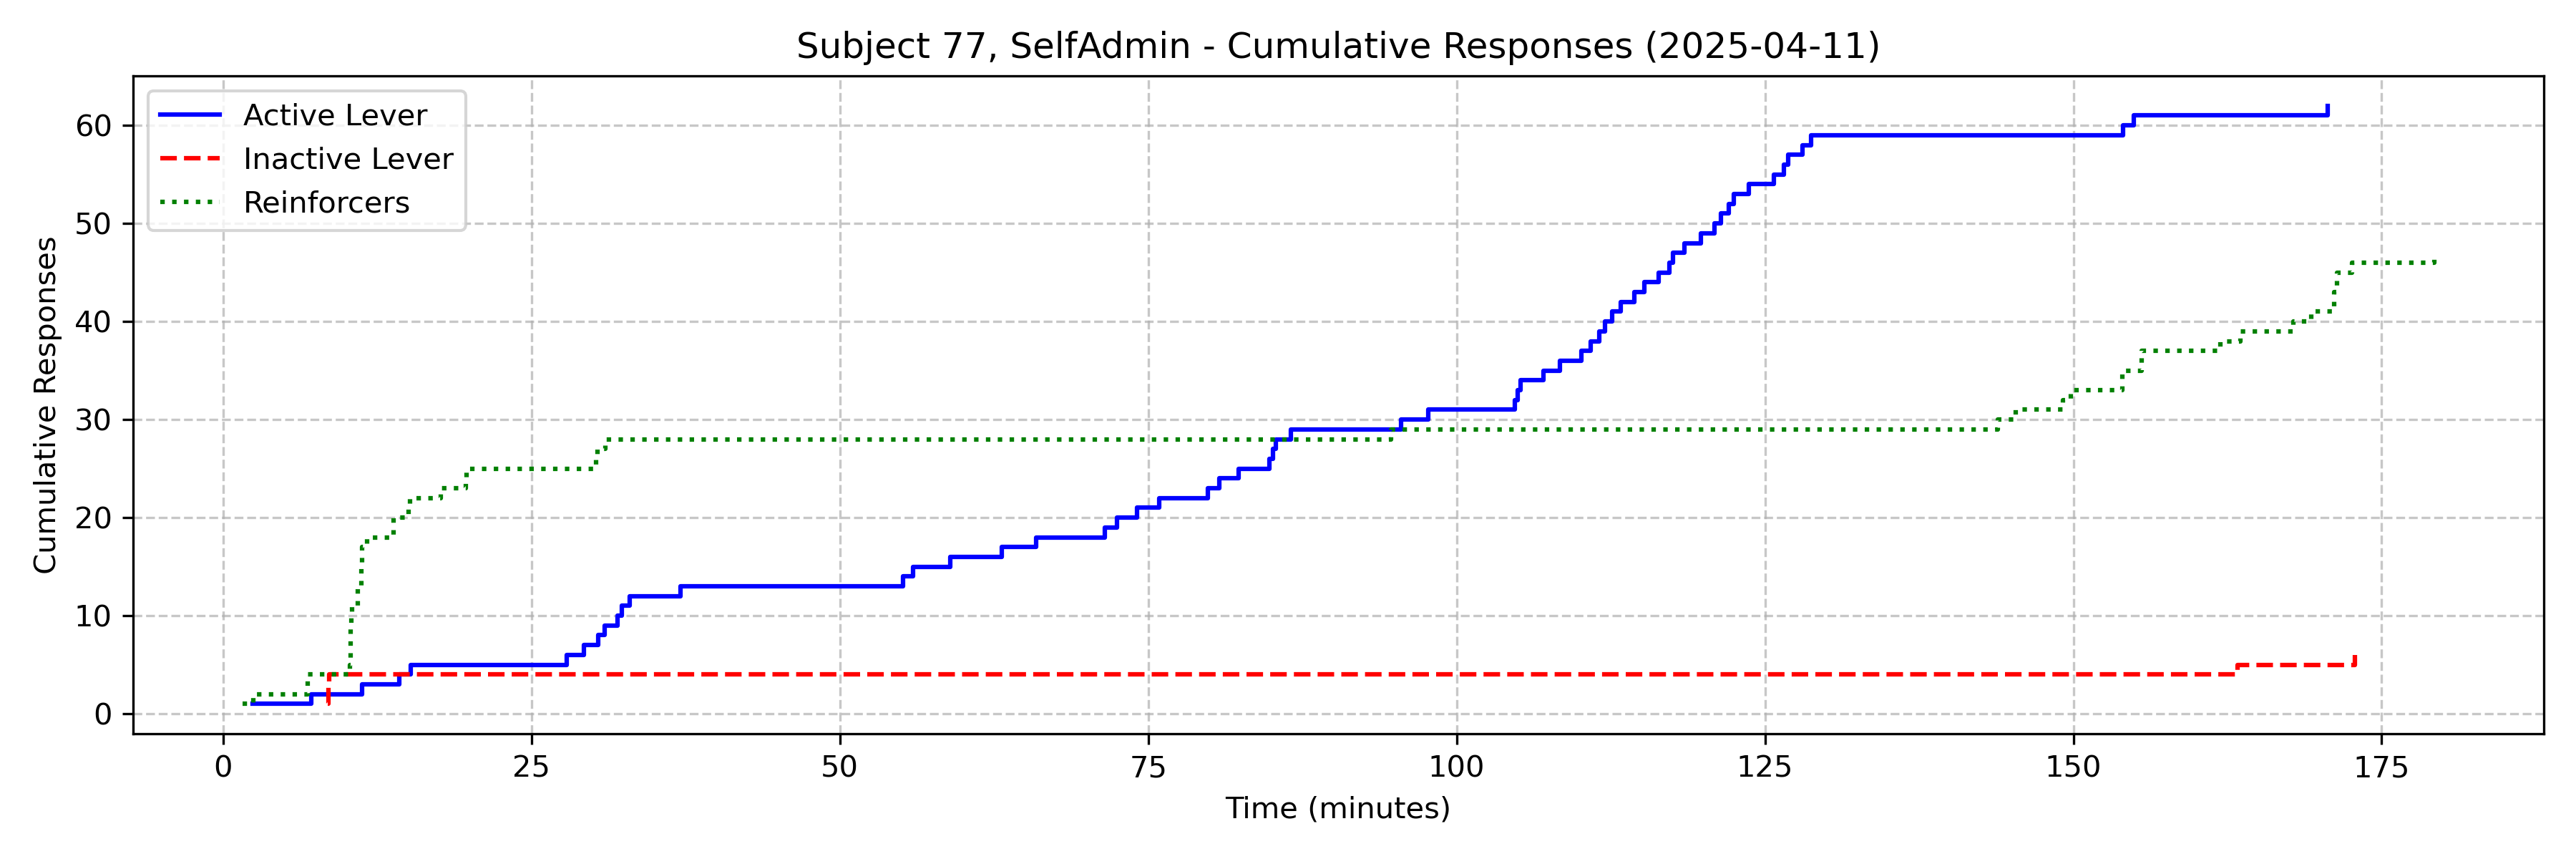 Subject 77, SelfAdmin - Cumulative Responses (2025-04-11)
Active Lever
Inactive Lever
Reinforcers
60
50
40
30
20
10
0
Cumulative Responses
0 25 50 75 100 125 150 175
Time (minutes)